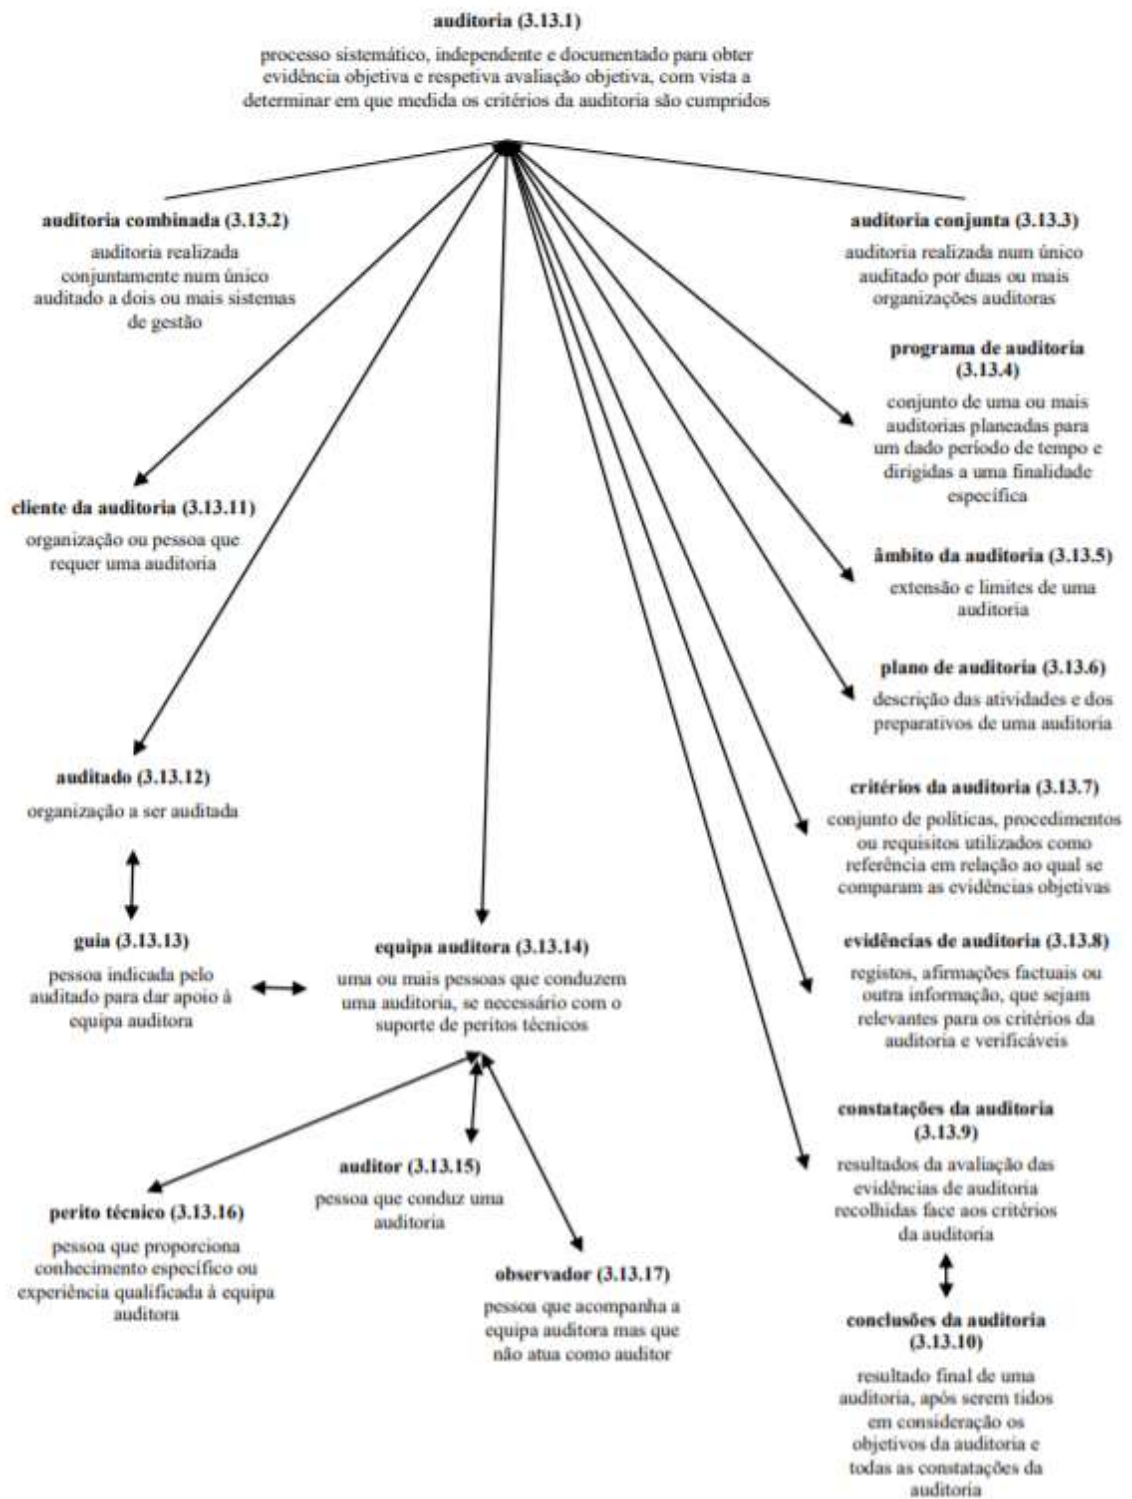 auditoria (3.13.1)
processo sistemático, independente e documentado para obter
evidência objetiva e respetiva avaliação objetiva, com vista a
determinar em que medida os critérios da auditoria são cumpridos
auditoria combinada (3.13.2)
auditoria realizada
conjuntamente num único
auditado a dois ou mais sistemas
de gestão
auditoria conjunta (3.13.3)
auditoria realizada num único
auditado por duas ou mais
organizações auditoras
programa de auditoria
(3.13.4)
conjunto de uma ou mais
auditorias planeadas para
um dado período de tempo e
dirigidas a uma finalidade
específica
cliente da auditoria (3.13.11)
organização ou pessoa que
requer uma auditoria
âmbito da auditoria (3.13.5)
extensão e limites de uma
auditoria
plano de auditoria (3.13.6)
descrição das atividades e dos
preparativos de uma auditoria
auditado (3.13.12)
organização a ser auditada
critérios da auditoria (3.13.7)
conjunto de políticas, procedimentos
ou requisitos utilizados como
referência em relação ao qual se
comparam as evidências objetivas
guia (3.13.13)
pessoa indicada pelo
auditado para dar apoio à
equipa auditora
equipa auditora (3.13.14)
uma ou mais pessoas que conduzem
uma auditoria, se necessário com o
suporte de peritos técnicos
evidências de auditoria (3.13.8)
registos, afirmações factuais ou
outra informação, que sejam
relevantes para os critérios da
auditoria e verificáveis
constatações da auditoria
(3.13.9)
resultados da avaliação das
evidências de auditoria
recolhidas face aos critérios
da auditoria
auditor (3.13.15)
pessoa que conduz uma
auditoria
perito técnico (3.13.16)
pessoa que proporciona
conhecimento específico ou
experiência qualificada à equipa
auditora
observador (3.13.17)
pessoa que acompanha a
equipa auditora mas que
não atua como auditor
conclusões da auditoria
(3.13.10)
resultado final de uma
auditoria, após serem tidos
em consideração os
objetivos da auditoria e
todas as constatações da
auditoria